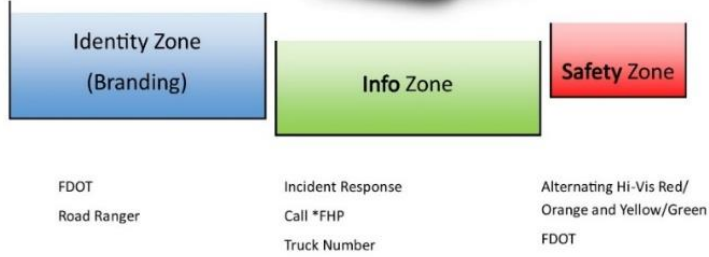 Identity Zone
(Branding)
Info Zone
Safety Zone
FDOT
Road Ranger
Incident Response
Call *FHP
Truck Number
Alternating Hi-Vis Red/
Orange and Yellow/Green
FDOT